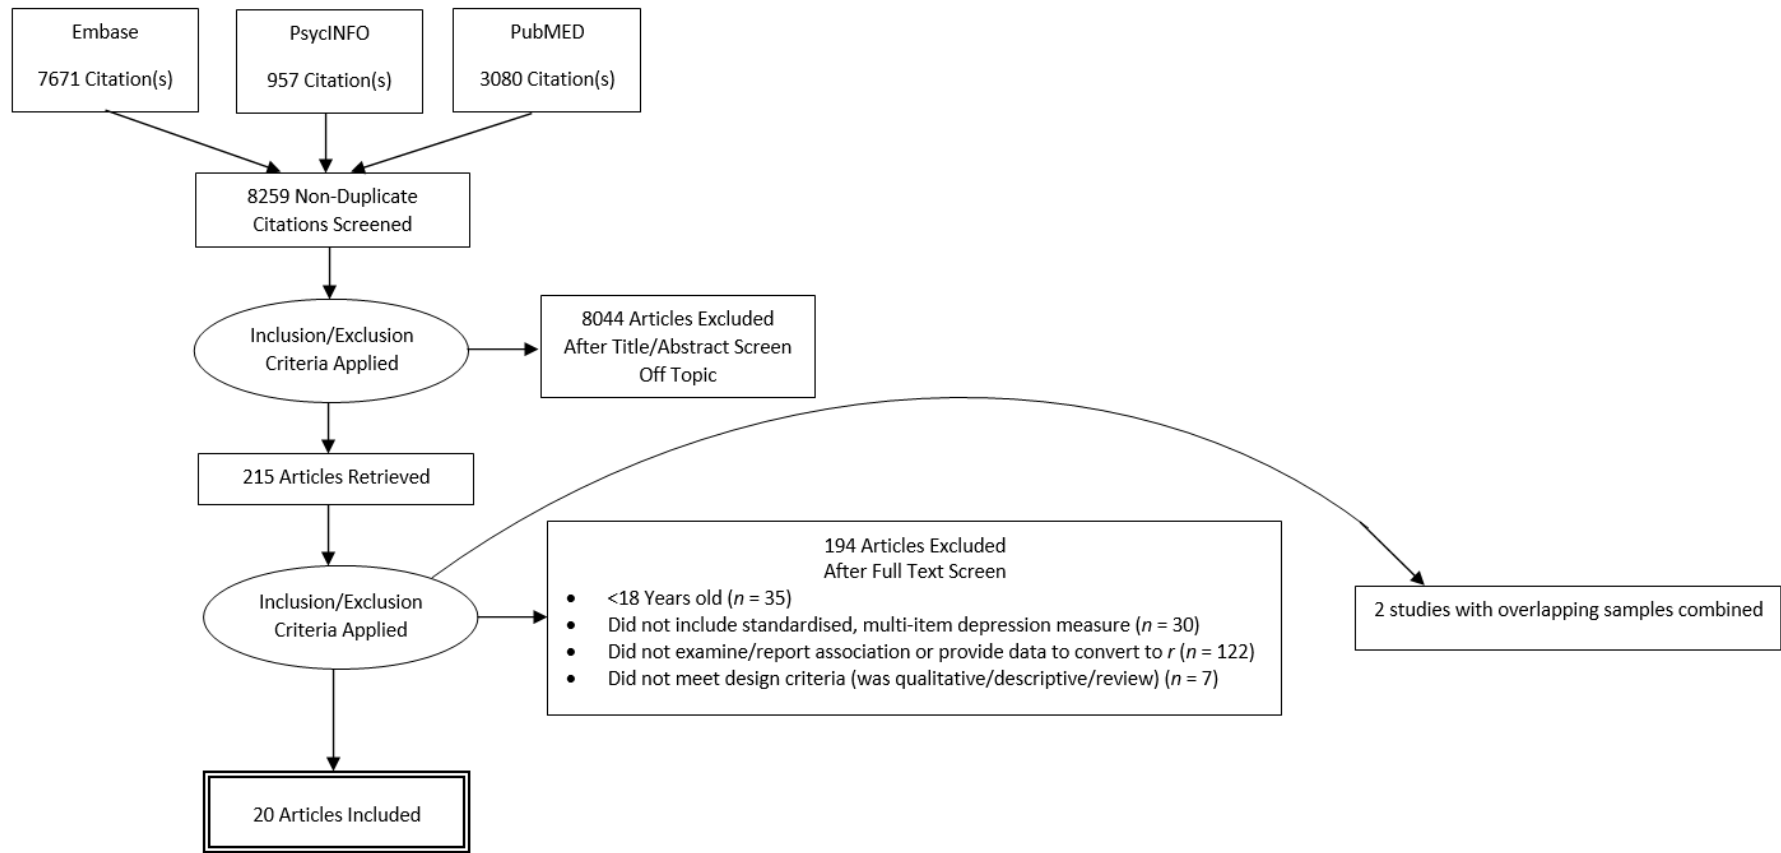 Embase
7671 Citation(s)
PsycINFO
957 Citation(s)
PubMED
3080 Citation(s)
8259 Non-Duplicate
Citations Screened
Inclusion/Exclusion
Criteria Applied
8044 Articles Excluded
After Title/Abstract Screen
Off Topic
215 Articles Retrieved
Inclusion/Exclusion
Criteria Applied
194 Articles Excluded
After Full Text Screen
• <18 Years old (n = 35)
• Did not include standardised, multi-item depression measure (n = 30)
• Did not examine/report association or provide data to convert to r (n = 122)
• Did not meet design criteria (was qualitative/descriptive/review) (n = 7)
2 studies with overlapping samples combined
20 Articles Included